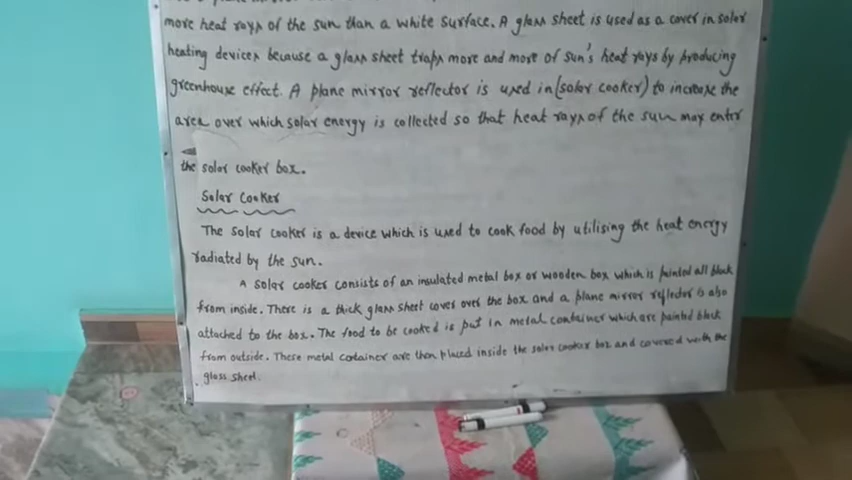 more heat rays of the sun than a white surface. A glass sheet is used as a cover in solar
heating devices because a glass sheet traps more and more of sun's heat rays by producing
greenhouse effect. A plane mirror reflector is used in (solar cooker) to increase the
area over which solar energy is collected so that heat rays of the sun may enter
the solar cooker box.
Solar Cooker
The solar cooker is a device which is used to cook food by utilising the heat energy
radiated by the sun.
A solar cooker consists of an insulated metal box or wooden box which is painted all black
from inside. There is a thick glass sheet cover over the box and a plane mirror reflector is also
attached to the box. The food to be cooked is put in metal container which are painted black
from outside. These metal container are then placed inside the solar cooker box and covered with the
glass sheet.